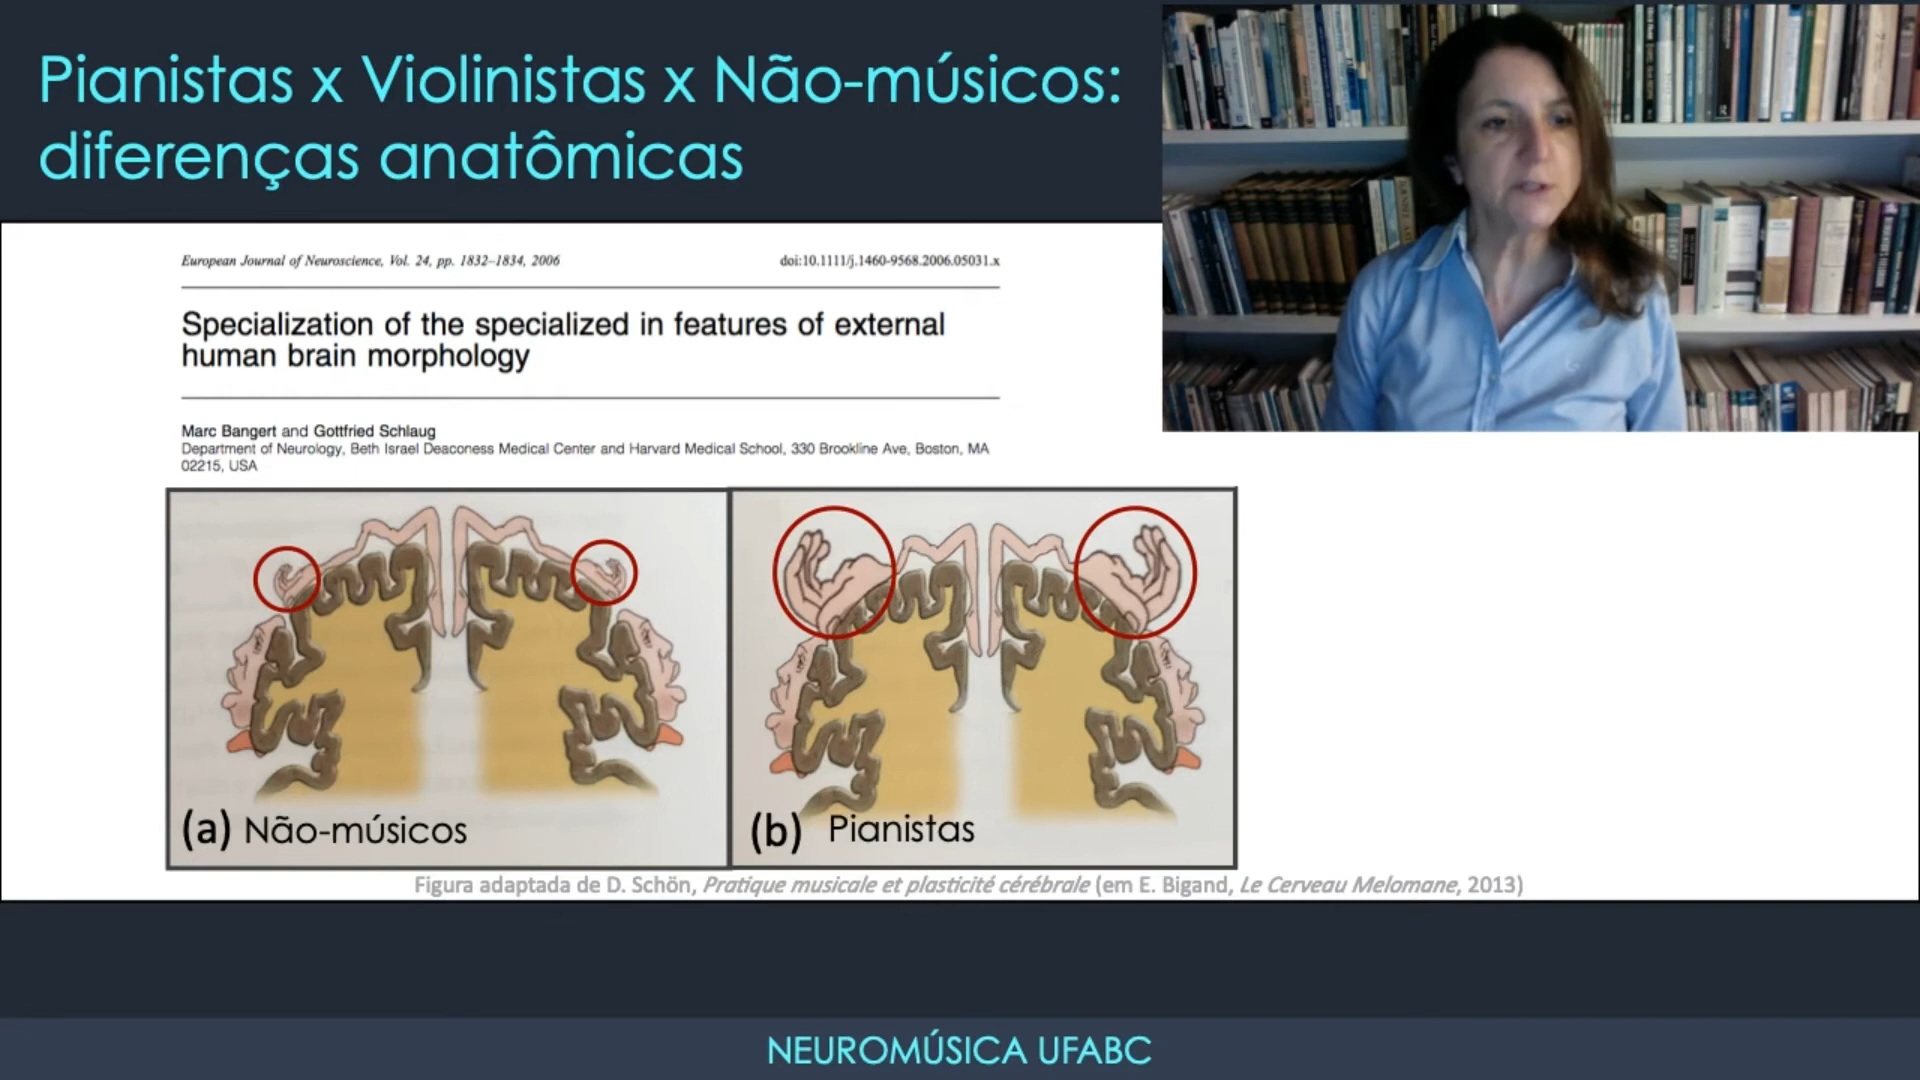 Pianistas x Violinistas x Não-músicos:
diferenças anatômicas
European Journal of Neuroscience, Vol. 24, pp. 1832–1834, 2006
doi:10.1111/j.1460-9568.2006.05031.x
Specialization of the specialized in features of external
human brain morphology
Marc Bangert and Gottfried Schlaug
Department of Neurology, Beth Israel Deaconess Medical Center and Harvard Medical School, 330 Brookline Ave, Boston, MA
02215, USA
(a) Não-músicos
(b) Pianistas
Figura adaptada de D. Schön, Pratique musicale et plasticité cérébrale (em E. Bigand, Le Cerveau Melomane, 2013)
NEUROMÚSICA UFABC